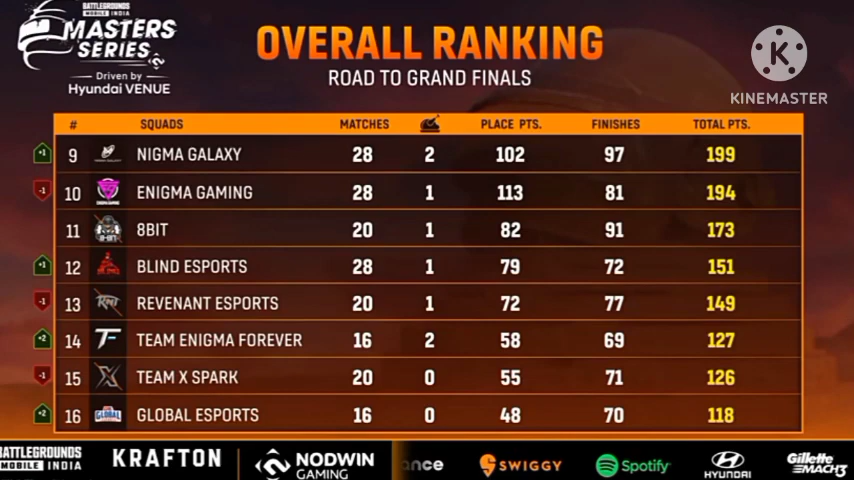 BATTLEGROUNDS
MOBILE INDIA
MASTERS
SERIES
Driven by
Hyundai VENUE
OVERALL RANKING
ROAD TO GRAND FINALS
K
KINEMASTER
# SQUADS MATCHES PLACE PTS. FINISHES TOTAL PTS.
+1 9 NIGMA GALAXY 28 2 102 97 199
-1 10 ENIGMA GAMING 28 1 113 81 194
11 8BIT 20 1 82 91 173
+1 12 BLIND ESPORTS 28 1 79 72 151
-1 13 REVENANT ESPORTS 20 1 72 77 149
+2 14 TEAM ENIGMA FOREVER 16 2 58 69 127
-1 15 TEAM X SPARK 20 0 55 71 126
+2 16 GLOBAL ESPORTS 16 0 48 70 118
BATTLEGROUNDS
MOBILE INDIA
KRAFTON
NODWIN
GAMING
ance
SWIGGY
Spotify
HYUNDAI
Gillette
MACH3